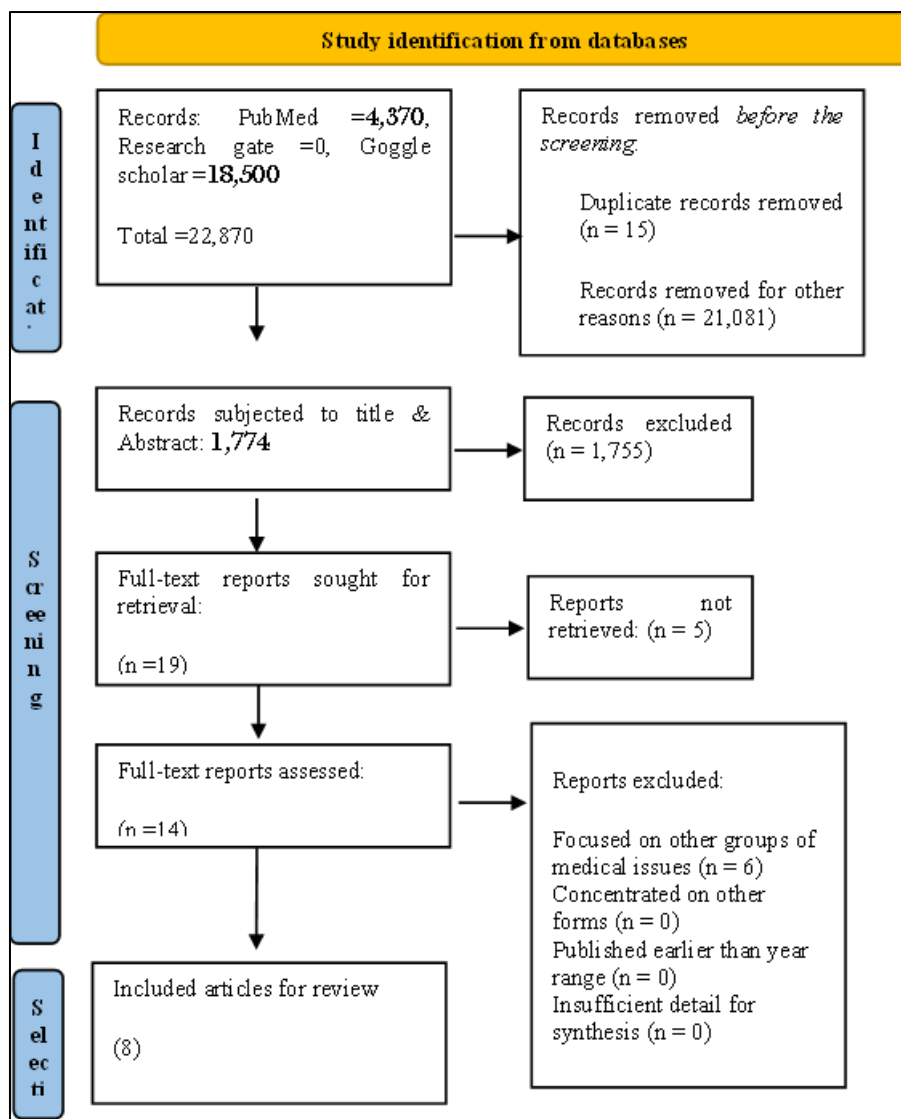 Study identification from databases
I
d
e
nt
ifi
c
at
Records: PubMed =4,370,
Research gate =0, Goggle
scholar=18,500
Total =22,870
Records removed before the
screening:
Duplicate records removed
(n = 15)
Records removed for other
reasons (n = 21,081)
S
cr
ee
ni
n
g
Records subjected to title &
Abstract: 1,774
Records excluded
(n = 1,755)
Full-text reports sought for
retrieval:
(n =19)
Reports not
retrieved: (n = 5)
Full-text reports assessed:
(n=14)
Reports excluded:
Focused on other groups of
medical issues (n = 6)
Concentrated on other
forms (n = 0)
Published earlier than year
range (n = 0)
Insufficient detail for
synthesis (n = 0)
S
el
ec
ti
Included articles for review
(8)